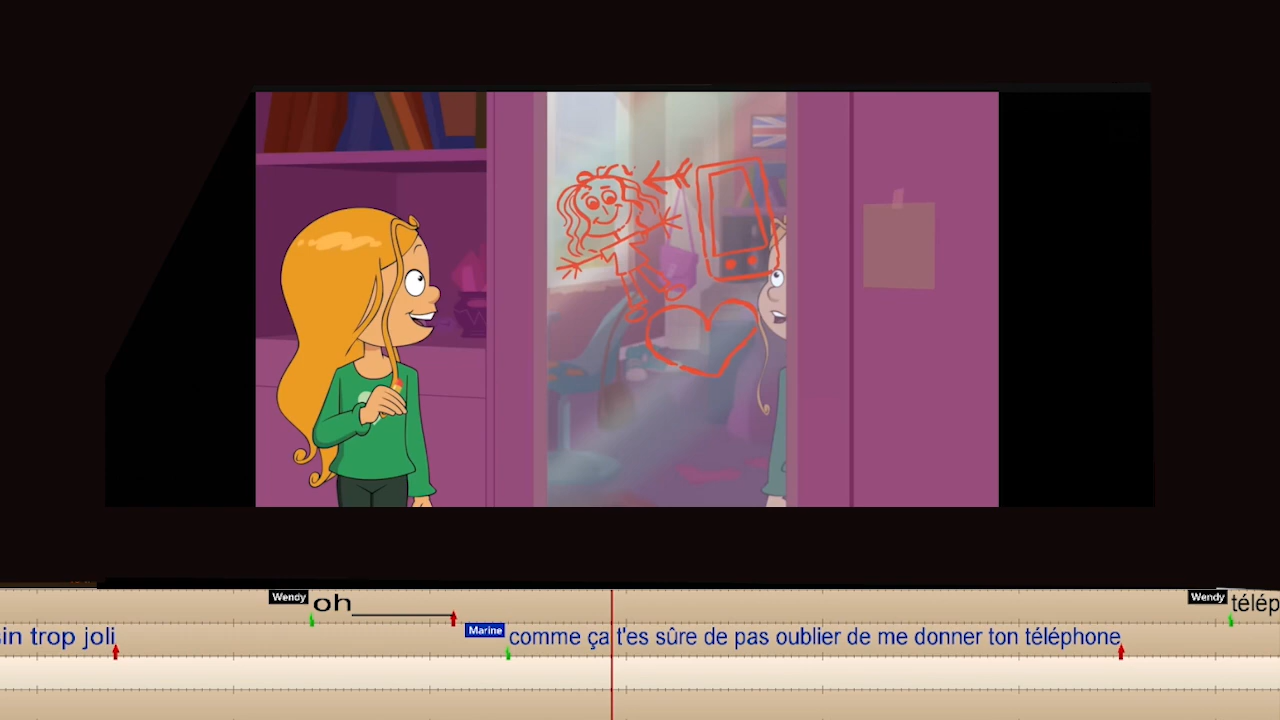 Wendy oh
Wendy télép
in trop joli
Marine comme ça t'es sûre de pas oublier de me donner ton téléphone